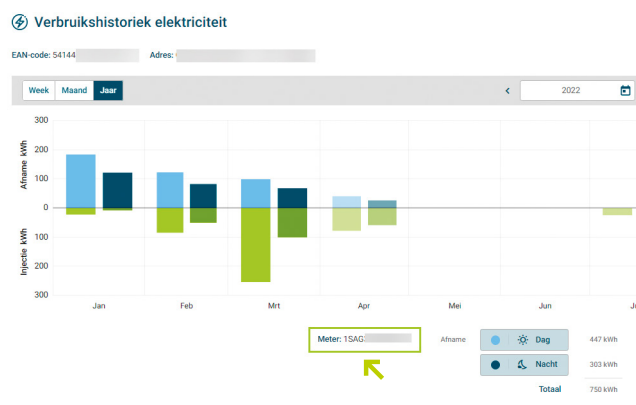 Verbruikshistoriek elektriciteit
EAN-code: 54144
Adres:
Week Maand Jaar
2022
Afname kWh
Injectie kWh
300
200
100
0
100
200
300
Jan Feb Mrt Apr Mei Jun
Meter: 1SAG
Afname Dag 447 kWh
Nacht 303 kWh
Totaal 750 kWh